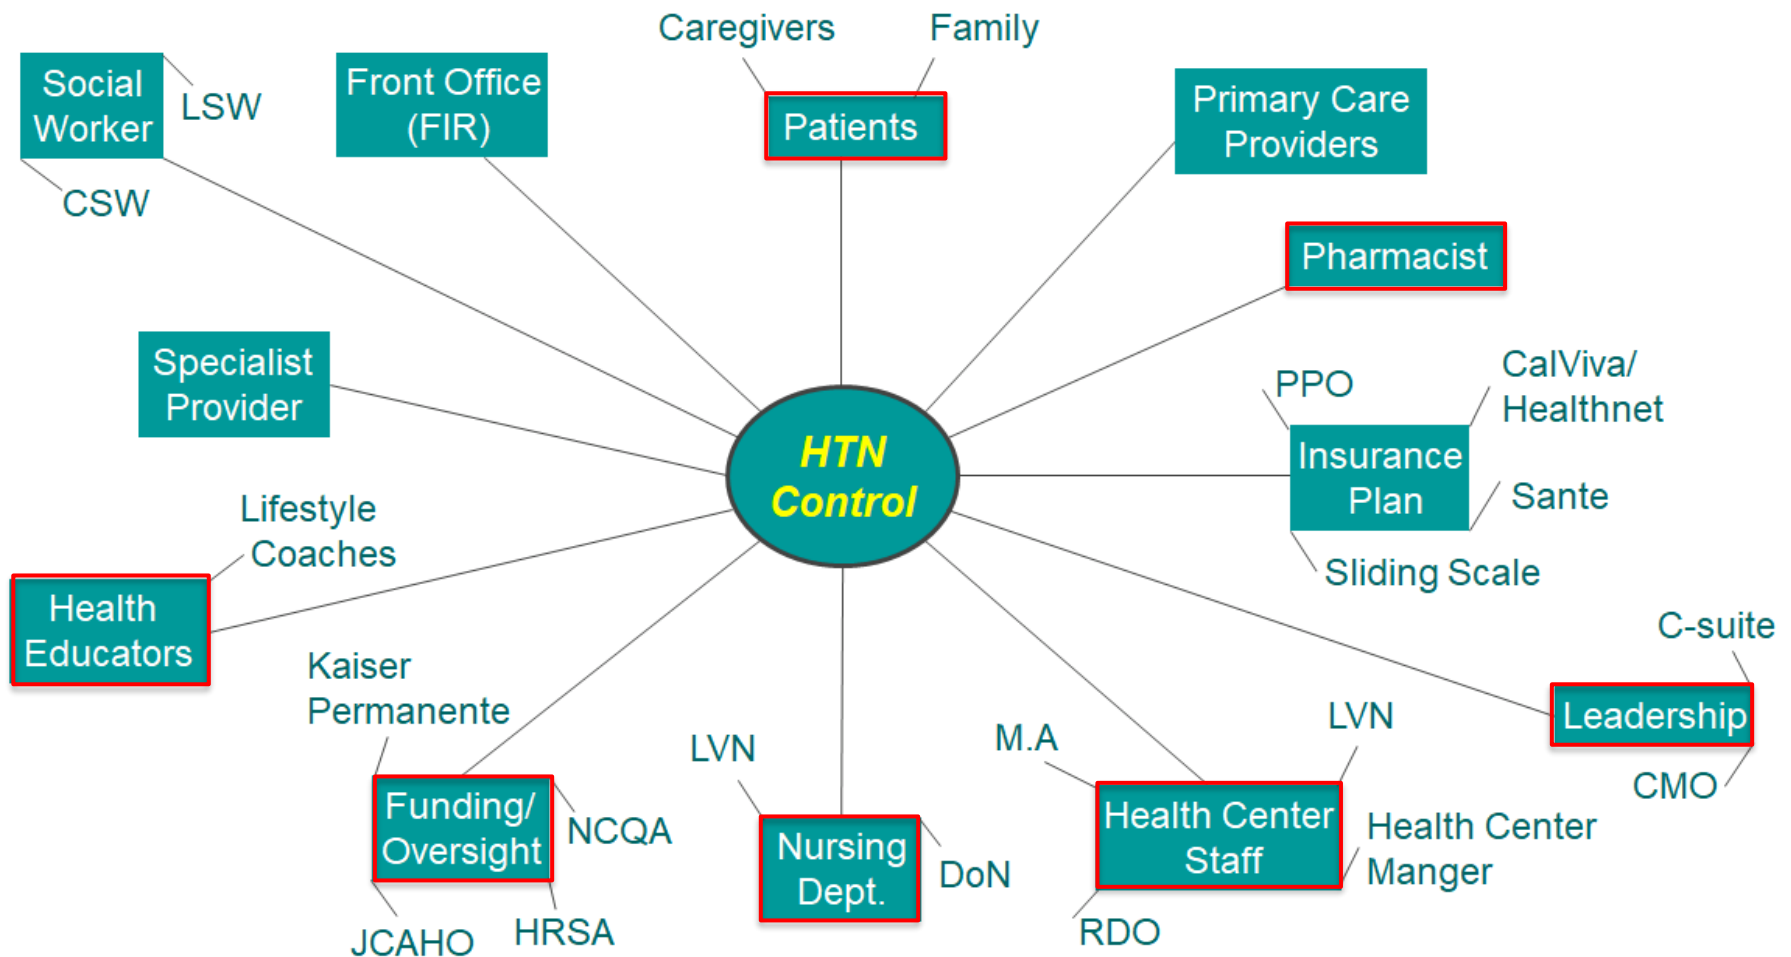 Caregivers
Family
Social
Worker
LSW
CSW
Front Office
(FIR)
Patients
Primary Care
Providers
Pharmacist
Specialist
Provider
PPO
CalViva/
Healthnet
Insurance
Plan
Sante
Sliding Scale
HTN
Control
Lifestyle
Coaches
Health
Educators
Kaiser
Permanente
Funding/
Oversight
NCQA
JCAHO
HRSA
LVN
Nursing
Dept.
DoN
M.A
LVN
Health Center
Staff
Health Center
Manger
RDO
C-suite
Leadership
CMO